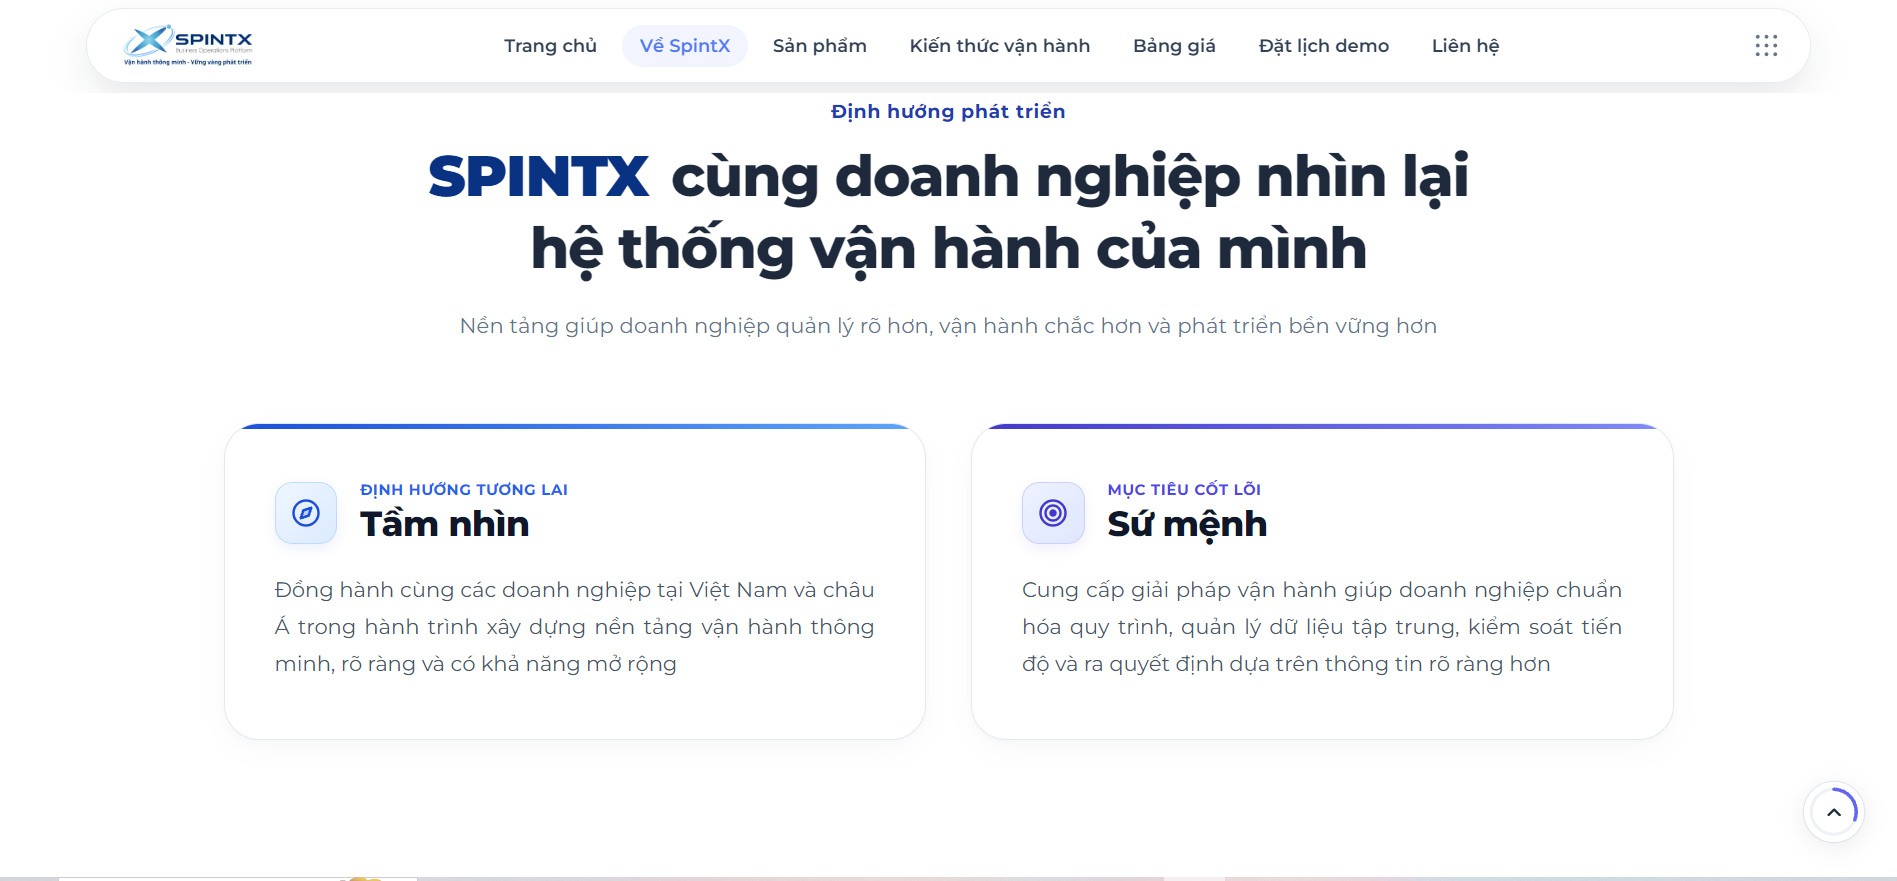 SPINTX
Business Operations Platform
Vận hành thông minh - Vững vàng phát triển
Trang chủ
Về SpintX
Sản phẩm
Kiến thức vận hành
Bảng giá
Đặt lịch demo
Liên hệ
Định hướng phát triển
SPINTX cùng doanh nghiệp nhìn lại
hệ thống vận hành của mình
Nền tảng giúp doanh nghiệp quản lý rõ hơn, vận hành chắc hơn và phát triển bền vững hơn
ĐỊNH HƯỚNG TƯƠNG LAI
Tầm nhìn
Đồng hành cùng các doanh nghiệp tại Việt Nam và châu
Á trong hành trình xây dựng nền tảng vận hành thông
minh, rõ ràng và có khả năng mở rộng
MỤC TIÊU CỐT LÕI
Sứ mệnh
Cung cấp giải pháp vận hành giúp doanh nghiệp chuẩn
hóa quy trình, quản lý dữ liệu tập trung, kiểm soát tiến
độ và ra quyết định dựa trên thông tin rõ ràng hơn